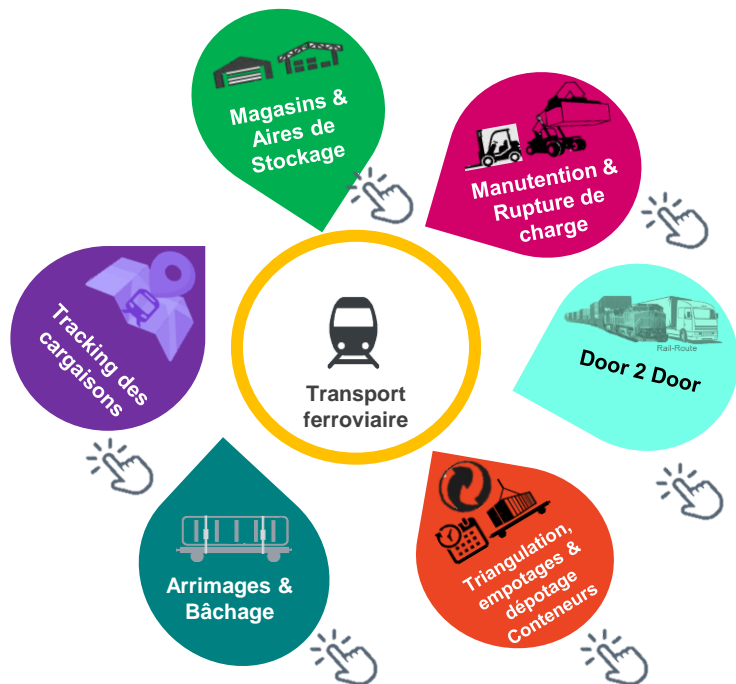 Magasins &
Aires de
Stockage
Manutention &
Rupture de
charge
Rail-Route
Door 2 Door
Triangulation,
empotages &
dépotage
Conteneurs
Arrimages &
Bâchage
Tracking des
cargaisons
Transport
ferroviaire